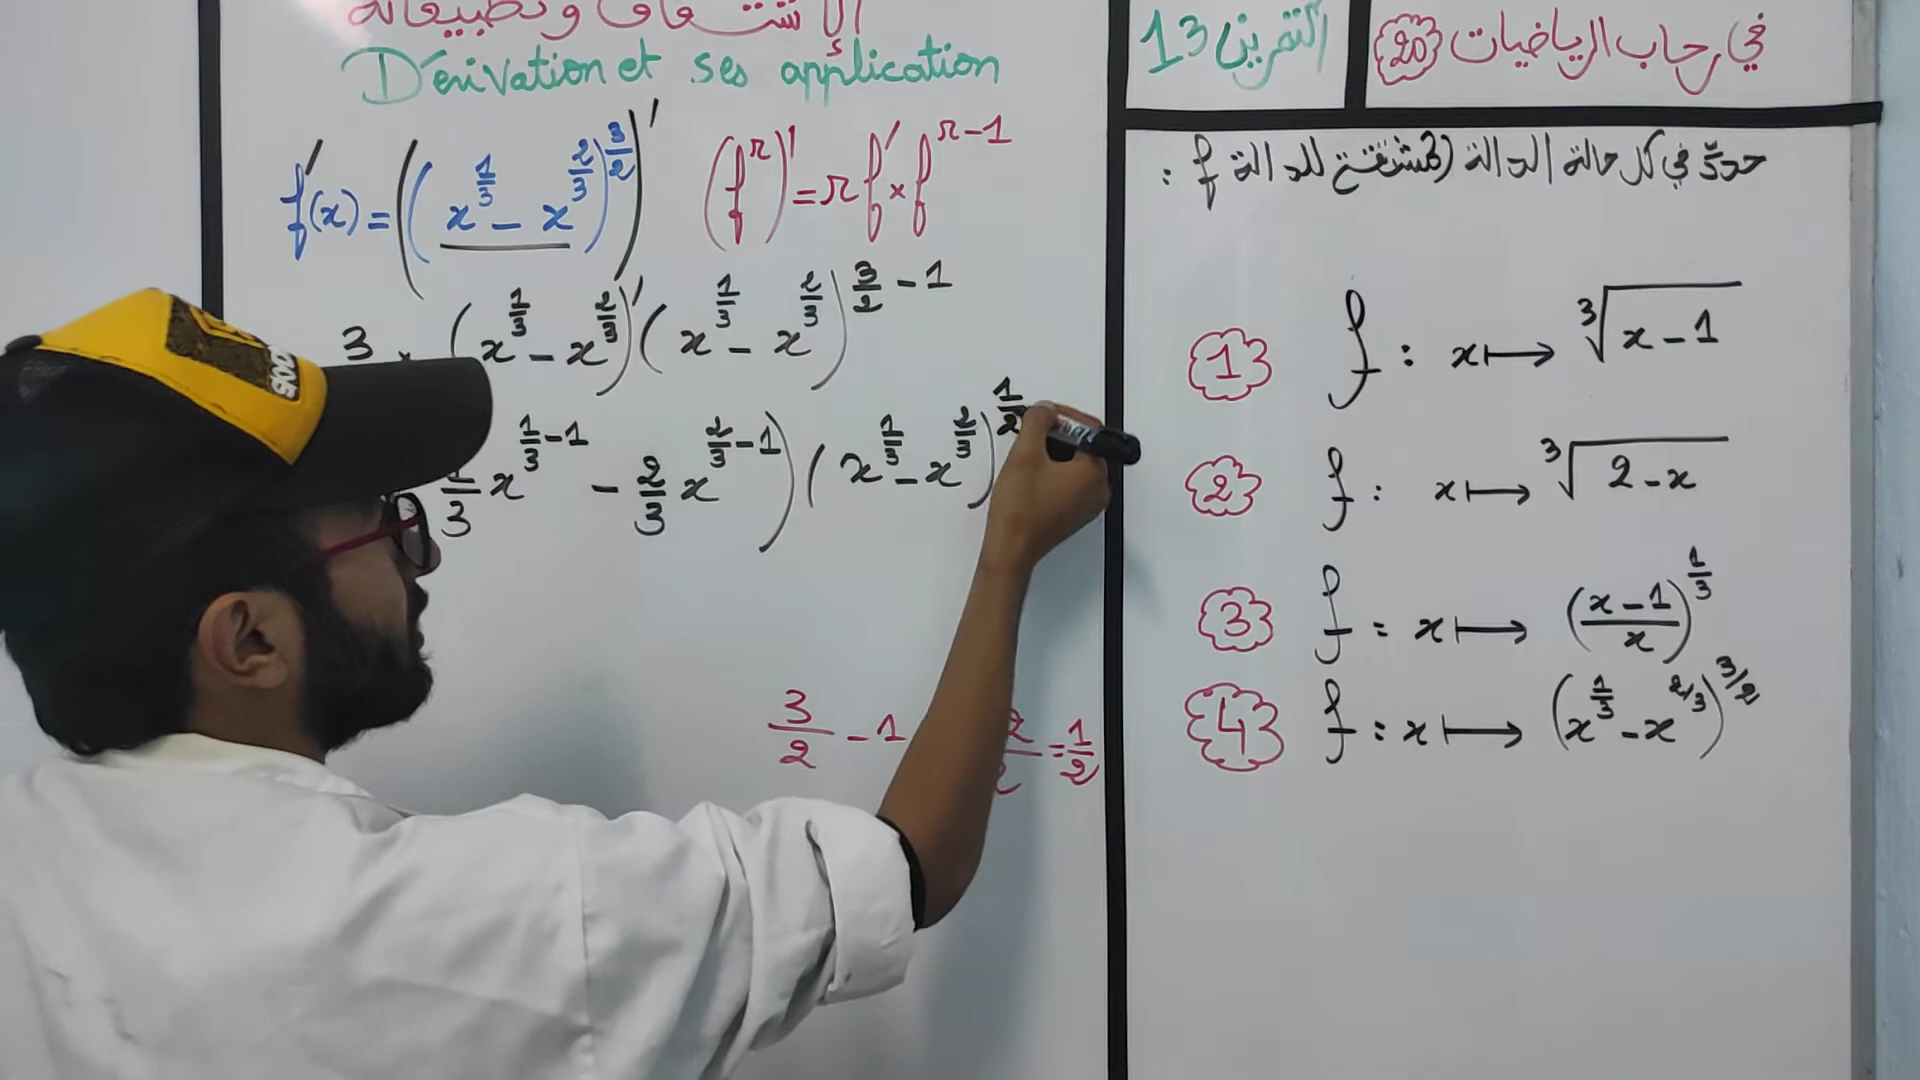 الإشتقاق وتطبيقاته
Dérivation et ses application
f'(x) = ((x^{1/3} - x^{2/3})^{3/2})'
(f^r)' = r f' × f^{r-1}
3 × (x^{1/3} - x^{2/3})' (x^{1/3} - x^{2/3})^{3/2 - 1}
1/3 x^{1/3 - 1} - 2/3 x^{2/3 - 1}) (x^{1/3} - x^{2/3})^{1/2}
3/2 - 1
= 1/2
في رحاب الرياضيات 20
التمرين 13
حدد في كل حالة الدالة المشتقة للدالة f :
1 f : x ⟼ ∛(x - 1)
2 f : x ⟼ ∛(2 - x)
3 f = x ⟼ ((x - 1)/x)^{1/3}
4 f : x ⟼ (x^{1/3} - x^{2/3})^{3/2}